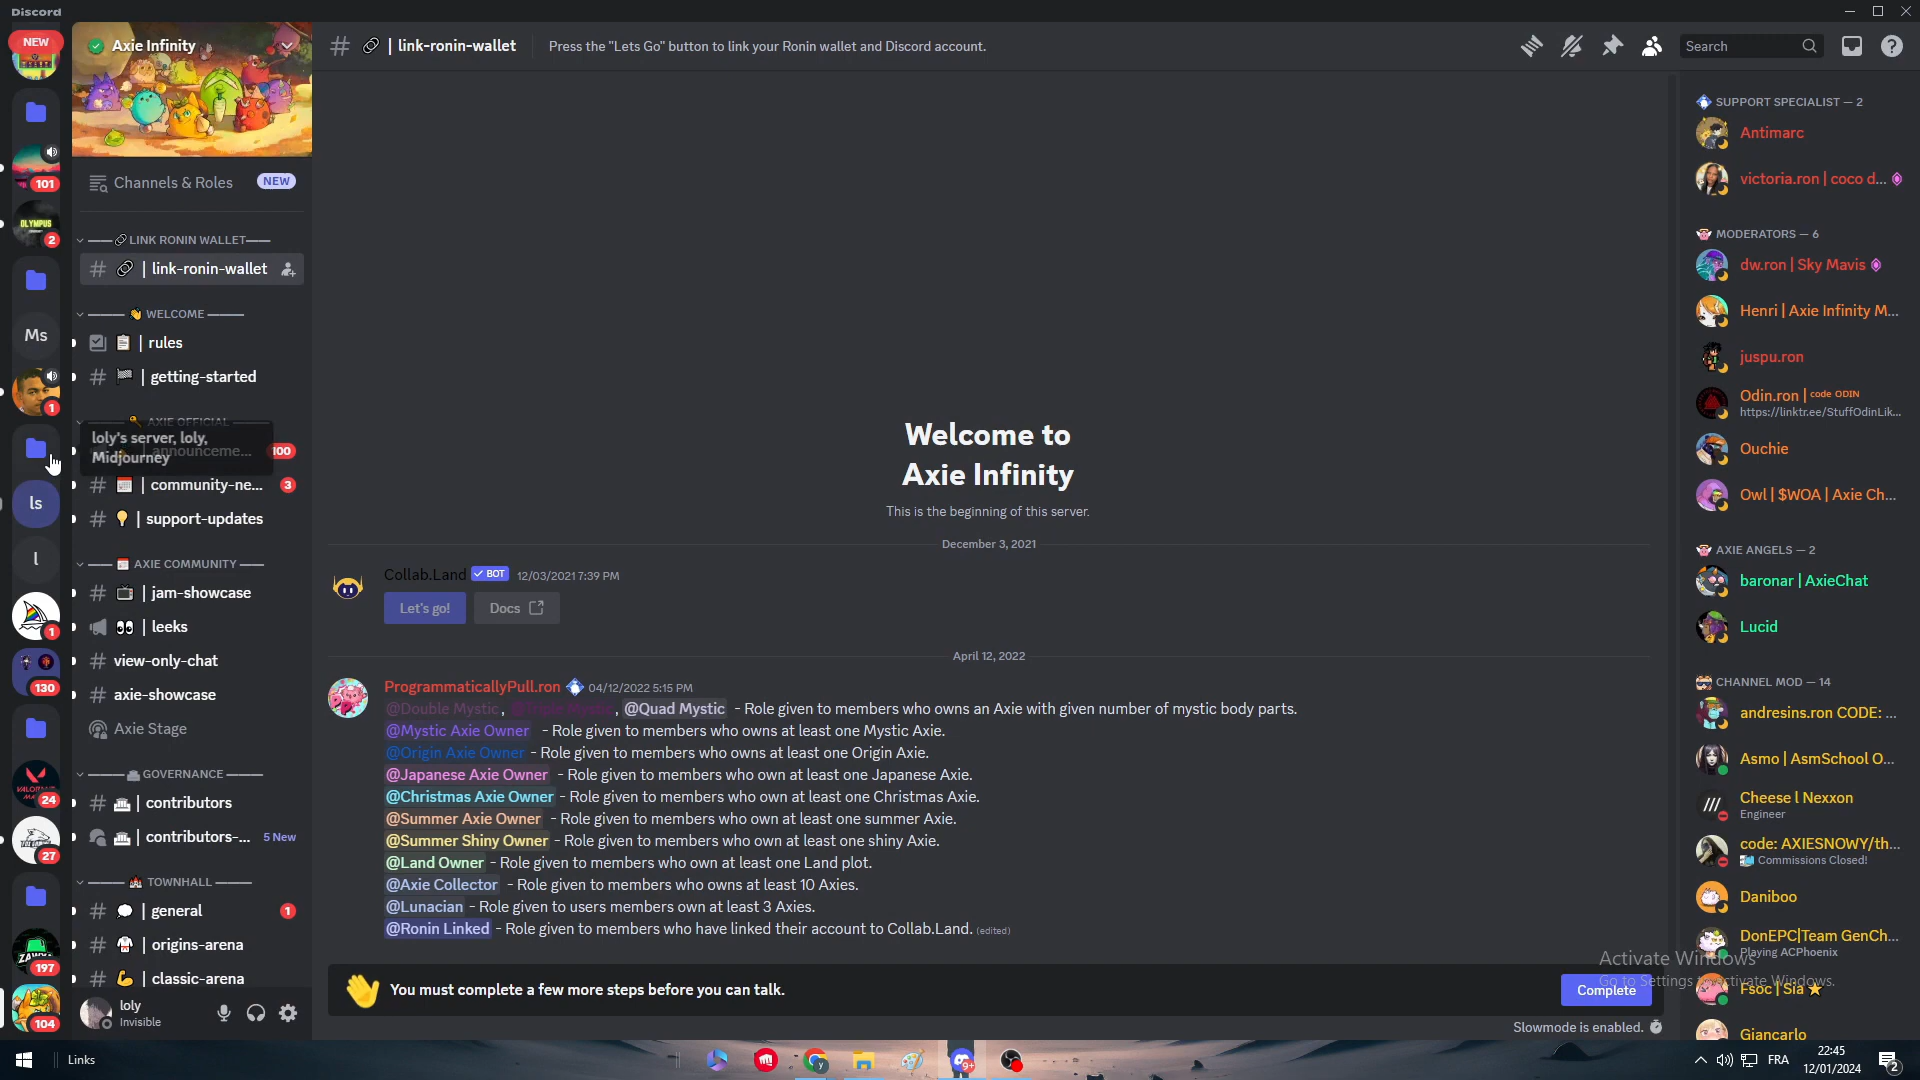 Discord
NEW
Axie Infinity
Channels & Roles
NEW
LINK RONIN WALLET
| link-ronin-wallet
WELCOME
| rules
| getting-started
AXIE OFFICIAL
| announceme...
100
loly's server, loly,
Midjourney
| community-ne...
3
| support-updates
AXIE COMMUNITY
| jam-showcase
| leeks
view-only-chat
axie-showcase
Axie Stage
GOVERNANCE
| contributors
| contributors-...
5 New
TOWNHALL
| general
1
| origins-arena
| classic-arena
loly
Invisible
101
OLYMPUS
2
Ms
1
ls
l
1
130
24
27
197
104
# | link-ronin-wallet
Press the "Lets Go" button to link your Ronin wallet and Discord account.
Search
Welcome to
Axie Infinity
This is the beginning of this server.
December 3, 2021
Collab.Land BOT 12/03/2021 7:39 PM
Let's go!
Docs
April 12, 2022
ProgrammaticallyPull.ron 04/12/2022 5:15 PM
@Double Mystic, @Triple Mystic, @Quad Mystic - Role given to members who owns an Axie with given number of mystic body parts.
@Mystic Axie Owner - Role given to members who owns at least one Mystic Axie.
@Origin Axie Owner - Role given to members who owns at least one Origin Axie.
@Japanese Axie Owner - Role given to members who own at least one Japanese Axie.
@Christmas Axie Owner - Role given to members who own at least one Christmas Axie.
@Summer Axie Owner - Role given to members who own at least one summer Axie.
@Summer Shiny Owner - Role given to members who own at least one shiny Axie.
@Land Owner - Role given to members who own at least one Land plot.
@Axie Collector - Role given to members who owns at least 10 Axies.
@Lunacian - Role given to users members own at least 3 Axies.
@Ronin Linked - Role given to members who have linked their account to Collab.Land. (edited)
You must complete a few more steps before you can talk.
Complete
Slowmode is enabled.
SUPPORT SPECIALIST — 2
Antimarc
victoria.ron | coco d...
MODERATORS — 6
dw.ron | Sky Mavis
Henri | Axie Infinity M...
juspu.ron
Odin.ron | code ODIN
https://linktr.ee/StuffOdinLik...
Ouchie
Owl | $WOA | Axie Ch...
AXIE ANGELS — 2
baronar | AxieChat
Lucid
CHANNEL MOD — 14
andresins.ron CODE: ...
Asmo | AsmSchool O...
Cheese l Nexxon
Engineer
code: AXIESNOWY/th...
Commissions Closed!
Daniboo
DonEPC|Team GenCh...
Playing ACPhoenix
Fsoc | Sia
Giancarlo
Activate Windows
Go to Settings to activate Windows.
Links
9+
FRA
22:45
12/01/2024
2